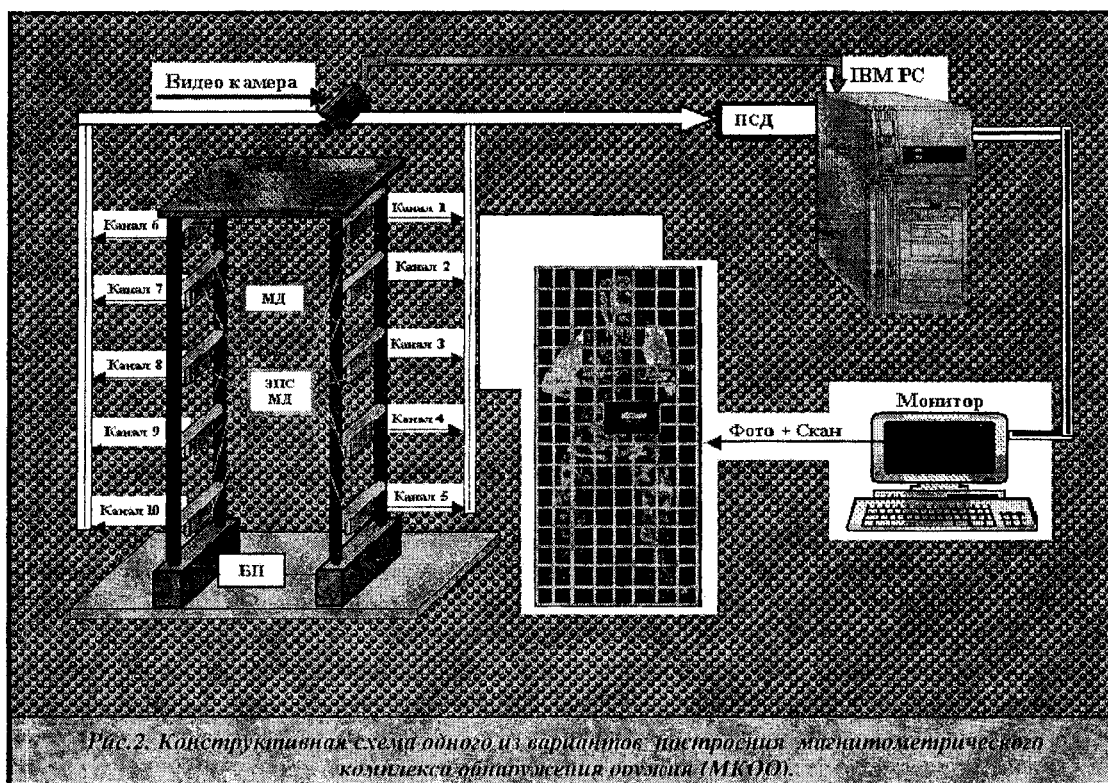 Видео камера
IBM PC
ПСД
Канал 6
Канал 1
Канал 7
МД
Канал 2
Канал 8
ЭПС
МД
Канал 3
Канал 9
Канал 4
Фото + Скан
Монитор
Канал 10
Канал 5
БП
Рис.2. Конструктивная схема одного из вариантов построения магнитометрического
комплекса обнаружения оружия (МКОО).